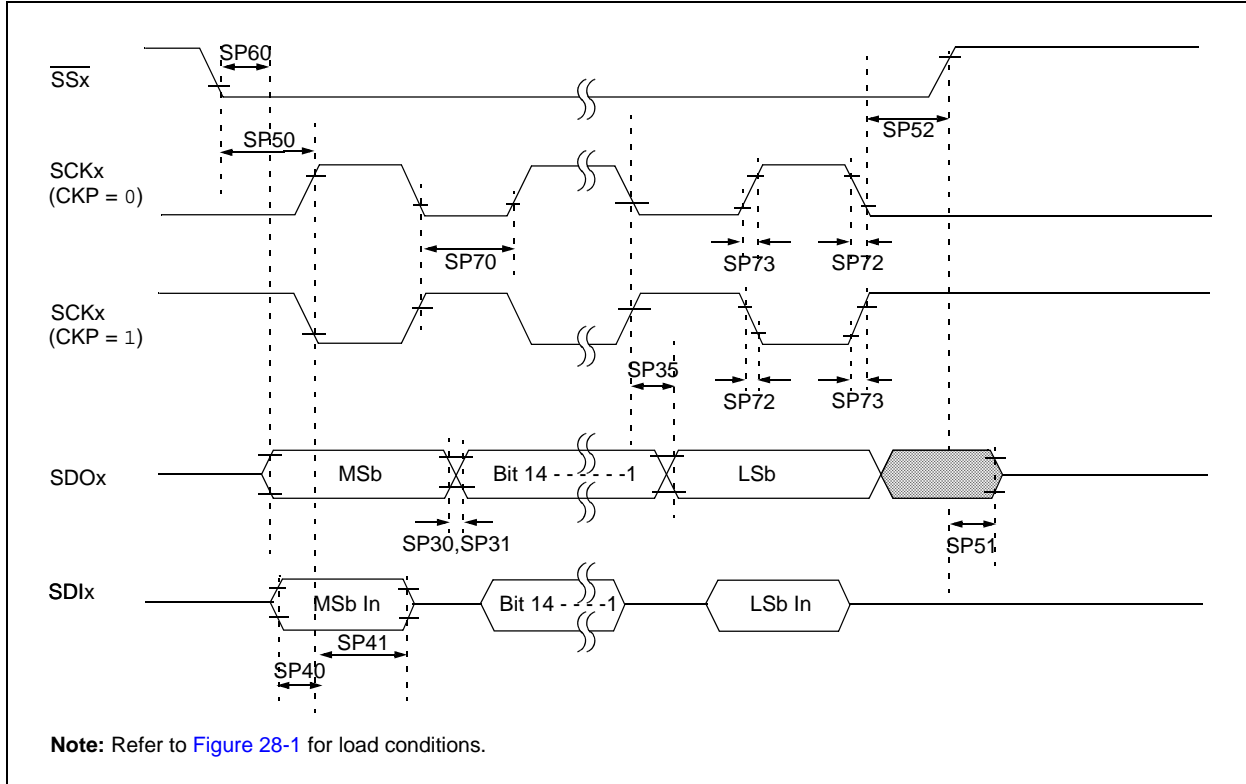 SP60
SSx
SP50
SP52
SCKx
(CKP = 0)
SP70
SP73
SP72
SCKx
(CKP = 1)
SP35
SP72
SP73
SDOx
MSb
Bit 14 - - - - - -1
LSb
SP30,SP31
SP51
SDIx
MSb In
Bit 14 - - - -1
LSb In
SP41
SP40
Note: Refer to Figure 28-1 for load conditions.